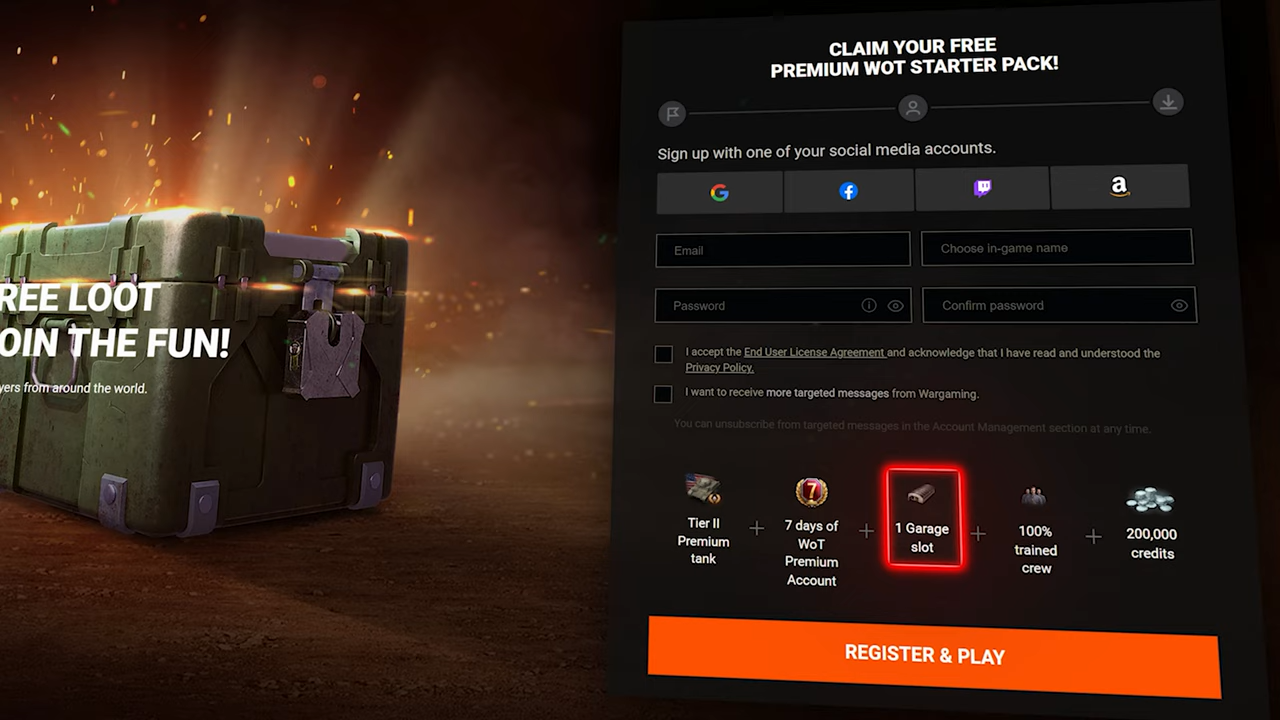 REE LOOT
OIN THE FUN!
yers from around the world.
CLAIM YOUR FREE
PREMIUM WOT STARTER PACK!
Sign up with one of your social media accounts.
Email
Choose in-game name
Password
Confirm password
I accept the End User License Agreement and acknowledge that I have read and understood the
Privacy Policy.
I want to receive more targeted messages from Wargaming.
You can unsubscribe from targeted messages in the Account Management section at any time.
Tier II
Premium
tank
+
7
7 days of
WoT
Premium
Account
+
1 Garage
slot
+
100%
trained
crew
+
200,000
credits
REGISTER & PLAY